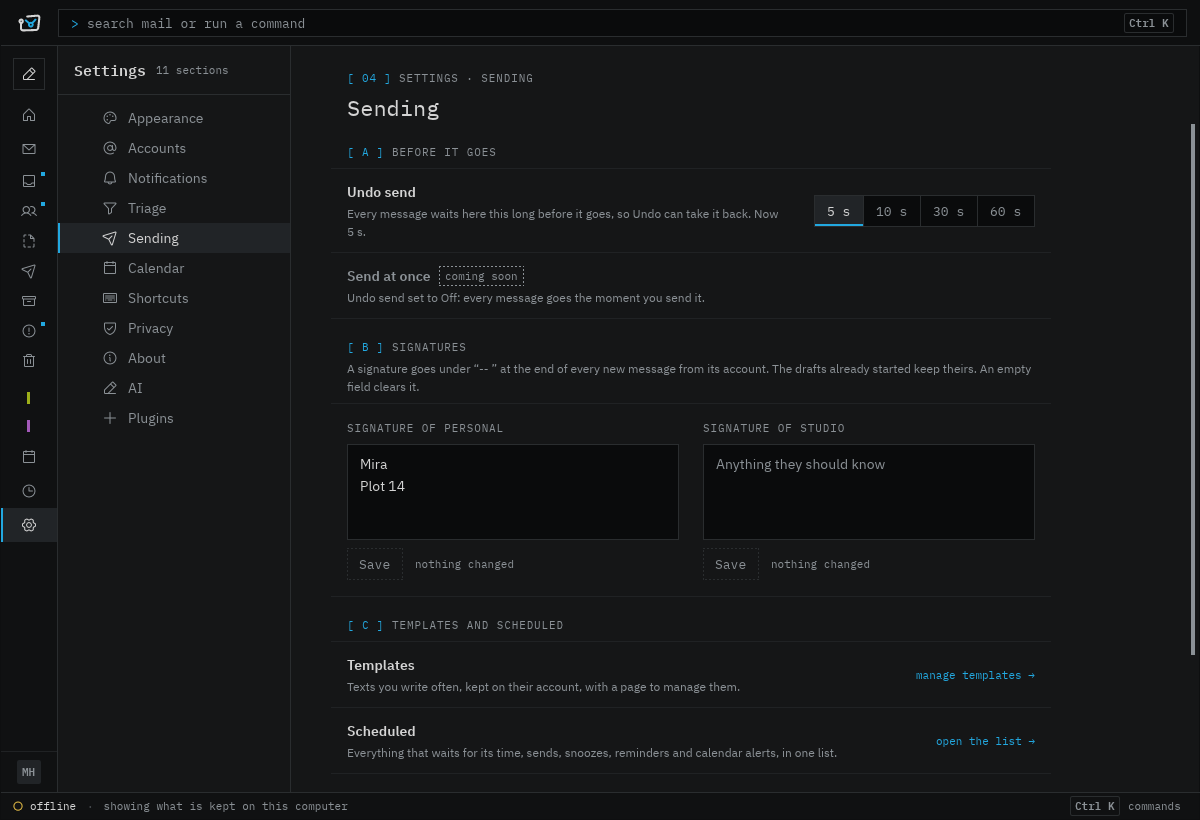 > search mail or run a command
Ctrl K
Settings 11 sections
Appearance
Accounts
Notifications
Triage
Sending
Calendar
Shortcuts
Privacy
About
AI
Plugins
MH
[ 04 ] SETTINGS · SENDING
Sending
[ A ] BEFORE IT GOES
Undo send
Every message waits here this long before it goes, so Undo can take it back. Now
5 s.
5 s 10 s 30 s 60 s
Send at once coming soon
Undo send set to Off: every message goes the moment you send it.
[ B ] SIGNATURES
A signature goes under “-- ” at the end of every new message from its account. The drafts already started keep theirs. An empty
field clears it.
SIGNATURE OF PERSONAL
Mira
Plot 14
Save nothing changed
SIGNATURE OF STUDIO
Anything they should know
Save nothing changed
[ C ] TEMPLATES AND SCHEDULED
Templates
Texts you write often, kept on their account, with a page to manage them.
manage templates →
Scheduled
Everything that waits for its time, sends, snoozes, reminders and calendar alerts, in one list.
open the list →
offline · showing what is kept on this computer
Ctrl K commands